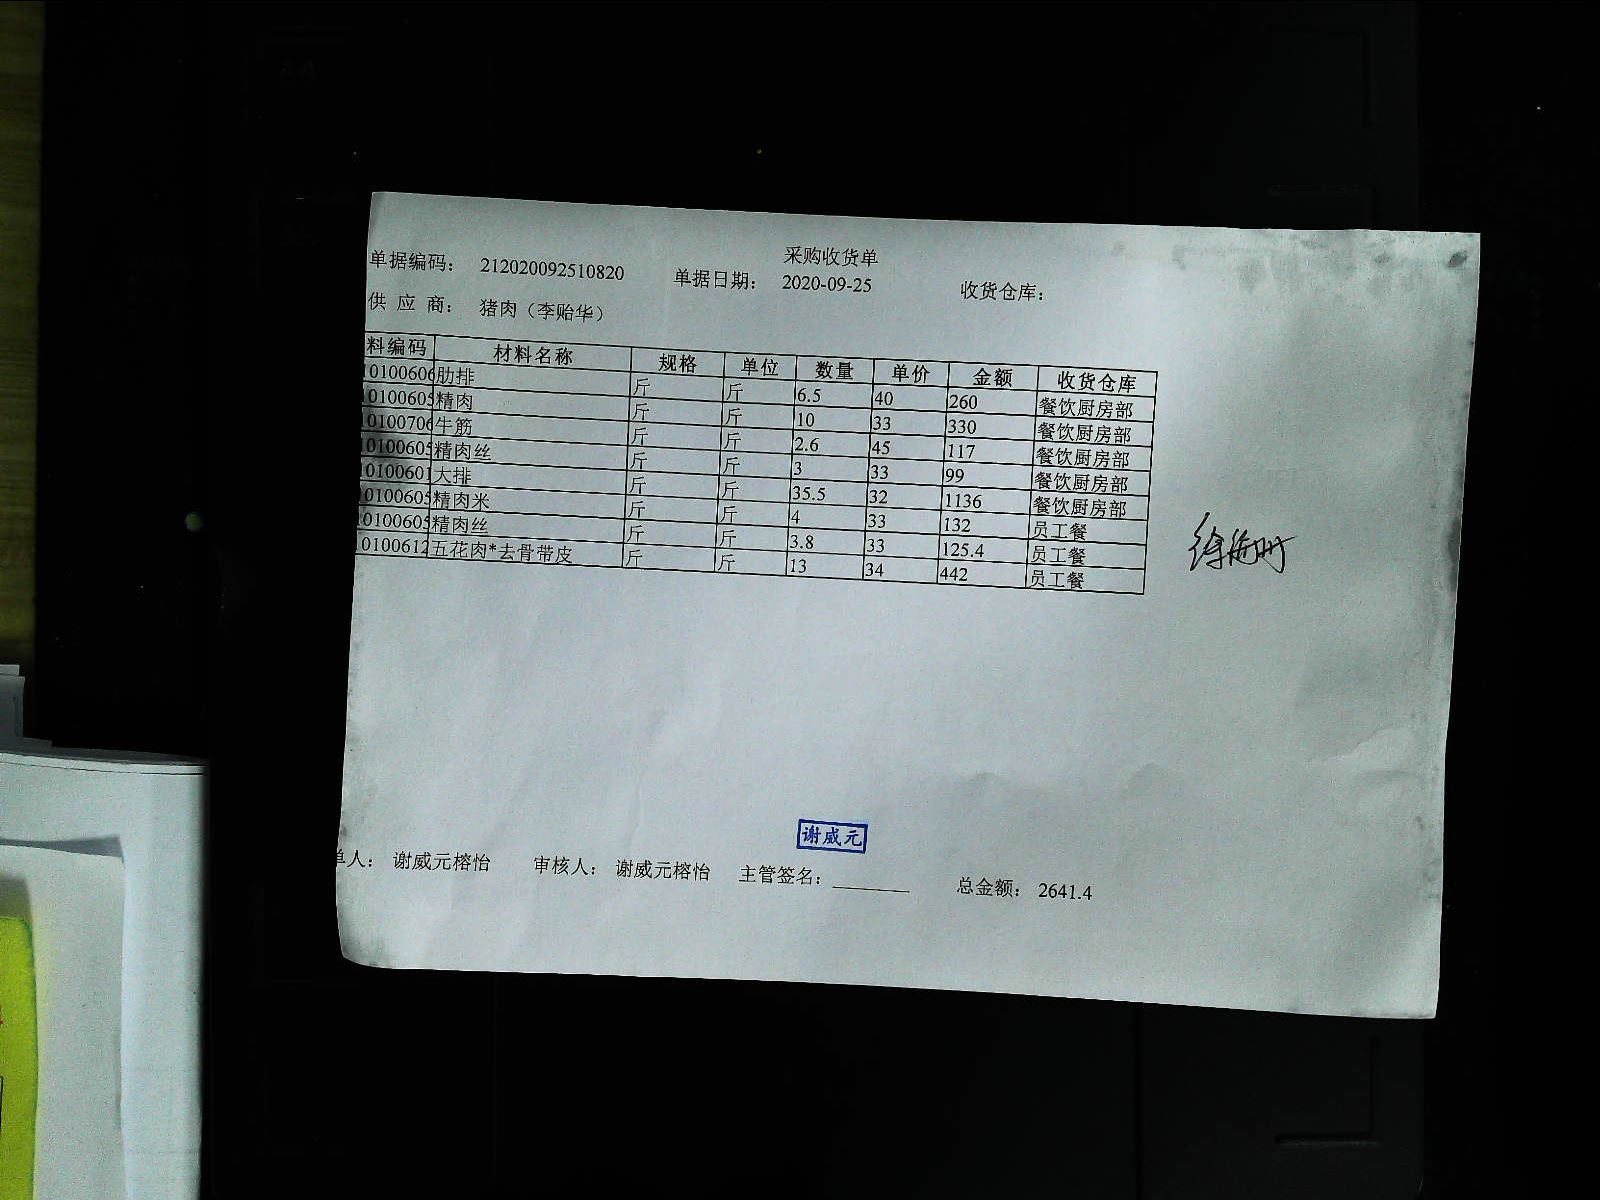 采购收货单
单据编码： 212020092510820 单据日期： 2020-09-25 收货仓库：
供 应 商： 猪肉（李贻华）
料编码 材料名称 规格 单位 数量 单价 金额 收货仓库
0100606 肋排 斤 斤 6.5 40 260 餐饮厨房部
0100605 精肉 斤 斤 10 33 330 餐饮厨房部
0100706 牛筋 斤 斤 2.6 45 117 餐饮厨房部
0100605 精肉丝 斤 斤 3 33 99 餐饮厨房部
0100601 大排 斤 斤 35.5 32 1136 餐饮厨房部
0100605 精肉米 斤 斤 4 33 132 员工餐
0100605 精肉丝 斤 斤 3.8 33 125.4 员工餐
0100612 五花肉*去骨带皮 斤 斤 13 34 442 员工餐
谢威元
单人： 谢威元榕怡 审核人： 谢威元榕怡 主管签名：________ 总金额： 2641.4